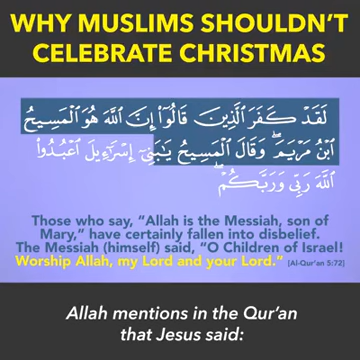 WHY MUSLIMS SHOULDN'T
CELEBRATE CHRISTMAS
لَقَدْ كَفَرَ الَّذِينَ قَالُوا إِنَّ اللَّهَ هُوَ الْمَسِيحُ
ابْنُ مَرْيَمَ ۖ وَقَالَ الْمَسِيحُ يَا بَنِي إِسْرَائِيلَ اعْبُدُوا
اللَّهَ رَبِّي وَرَبَّكُمْ ۖ
Those who say, "Allah is the Messiah, son of
Mary," have certainly fallen into disbelief.
The Messiah (himself) said, "O Children of Israel!
Worship Allah, my Lord and your Lord." [Al-Qur'an 5:72]
Allah mentions in the Qur'an
that Jesus said: